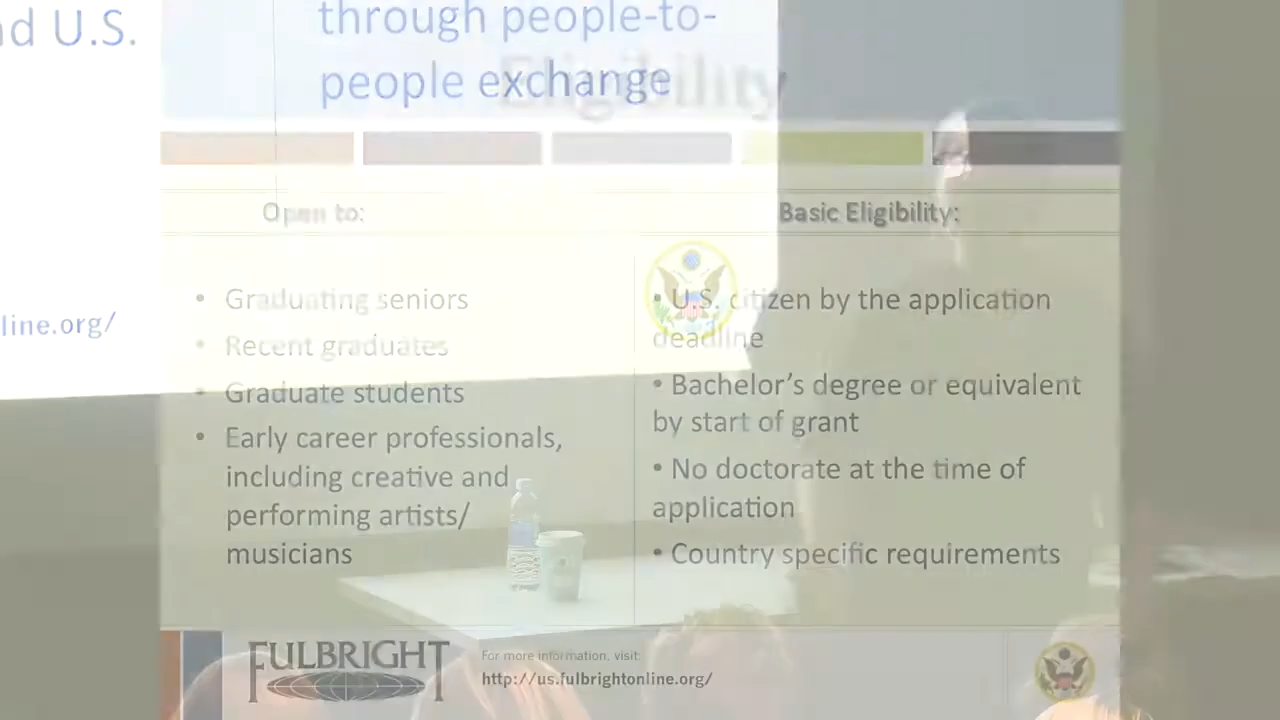 nd U.S.
through people-to-
people exchange
Eligibility
Open to:
Basic Eligibility:
• Graduating seniors
• Recent graduates
• Graduate students
• Early career professionals,
including creative and
performing artists/
musicians
• U.S. citizen by the application
deadline
• Bachelor's degree or equivalent
by start of grant
• No doctorate at the time of
application
• Country specific requirements
line.org/
FULBRIGHT
For more information, visit:
http://us.fulbrightonline.org/